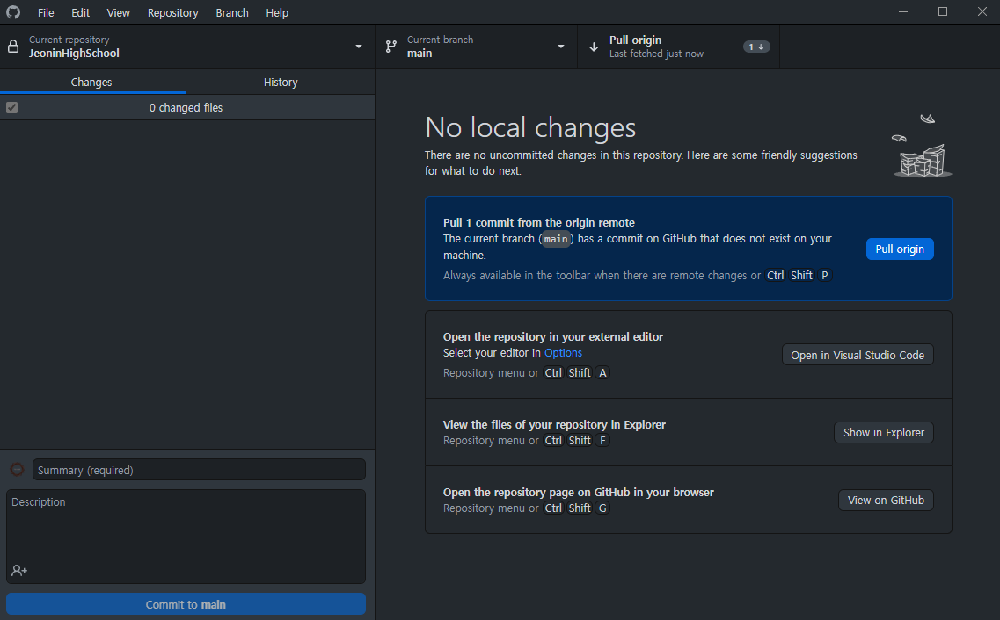 File Edit View Repository Branch Help
Current repository
JeoninHighSchool
Current branch
main
Pull origin
Last fetched just now
1
Changes
History
0 changed files
No local changes
There are no uncommitted changes in this repository. Here are some friendly suggestions
for what to do next.
Pull 1 commit from the origin remote
The current branch (main) has a commit on GitHub that does not exist on your
machine.
Always available in the toolbar when there are remote changes or Ctrl Shift P
Pull origin
Open the repository in your external editor
Select your editor in Options
Repository menu or Ctrl Shift A
Open in Visual Studio Code
View the files of your repository in Explorer
Repository menu or Ctrl Shift F
Show in Explorer
Open the repository page on GitHub in your browser
Repository menu or Ctrl Shift G
View on GitHub
Summary (required)
Description
Commit to main